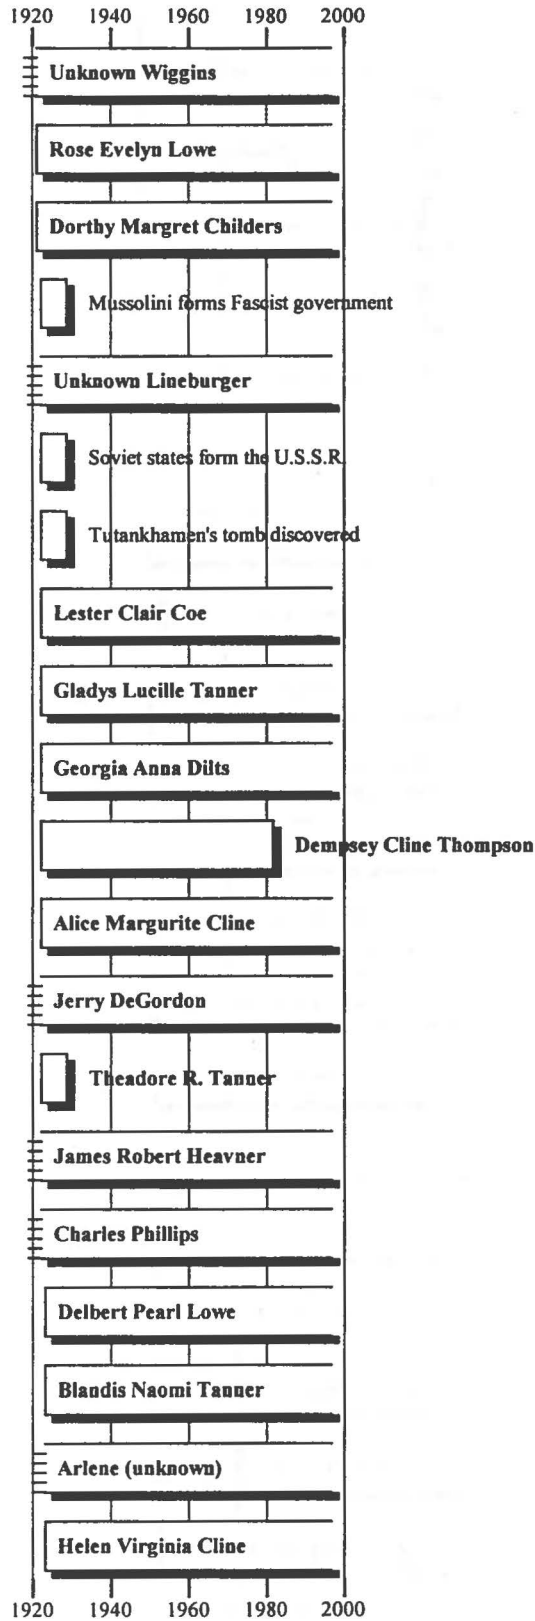 1920 1940 1960 1980 2000
Unknown Wiggins
Rose Evelyn Lowe
Dorthy Margret Childers
Mussolini forms Fascist government
Unknown Lineburger
Soviet states form the U.S.S.R.
Tutankhamen's tomb discovered
Lester Clair Coe
Gladys Lucille Tanner
Georgia Anna Dilts
Dempsey Cline Thompson
Alice Margurite Cline
Jerry DeGordon
Theadore R. Tanner
James Robert Heavner
Charles Phillips
Delbert Pearl Lowe
Blandis Naomi Tanner
Arlene (unknown)
Helen Virginia Cline
1920 1940 1960 1980 2000